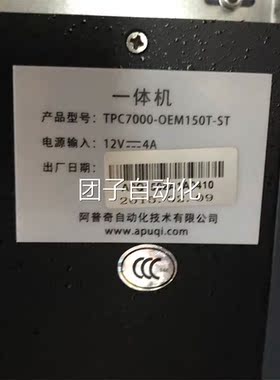 一体机
产品型号: TPC7000-OEM150T-ST
电源输入: 12V⎓4A
出厂日期:
团子自动化
阿普奇自动化技术有限公司
www.apuqi.com
CCC